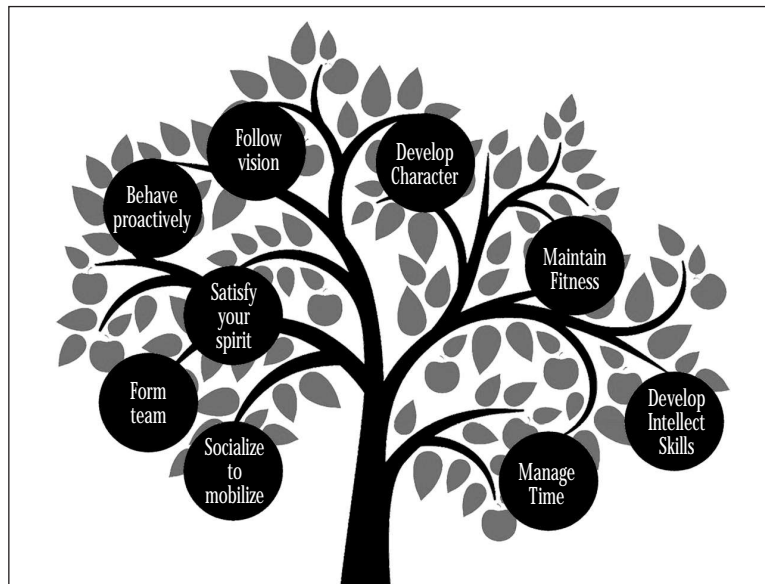 Follow
vision
Develop
Character
Behave
proactively
Maintain
Fitness
Satisfy
your
spirit
Form
team
Develop
Intellect
Skills
Socialize
to
mobilize
Manage
Time